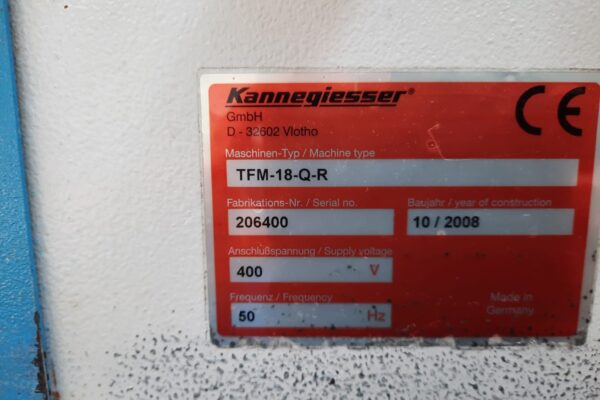 Kannegiesser®
GmbH
D - 32602 Vlotho
CE
Maschinen-Typ / Machine type
TFM-18-Q-R
Fabrikations-Nr. / Serial no.
Baujahr / year of construction
206400
10 / 2008
Anschlußspannung / Supply voltage
400 V
Frequenz / Frequency
50 Hz
Made in
Germany